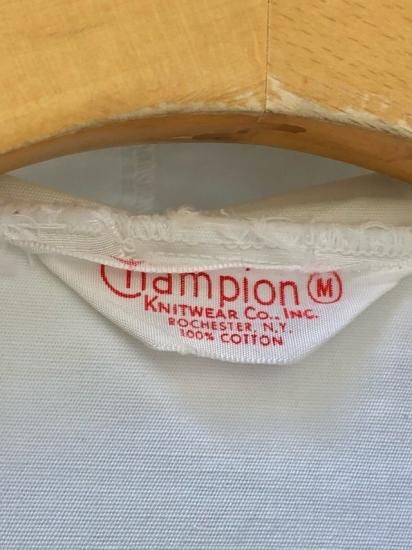 Champion M
KNITWEAR CO., INC.
ROCHESTER, N.Y.
100% COTTON